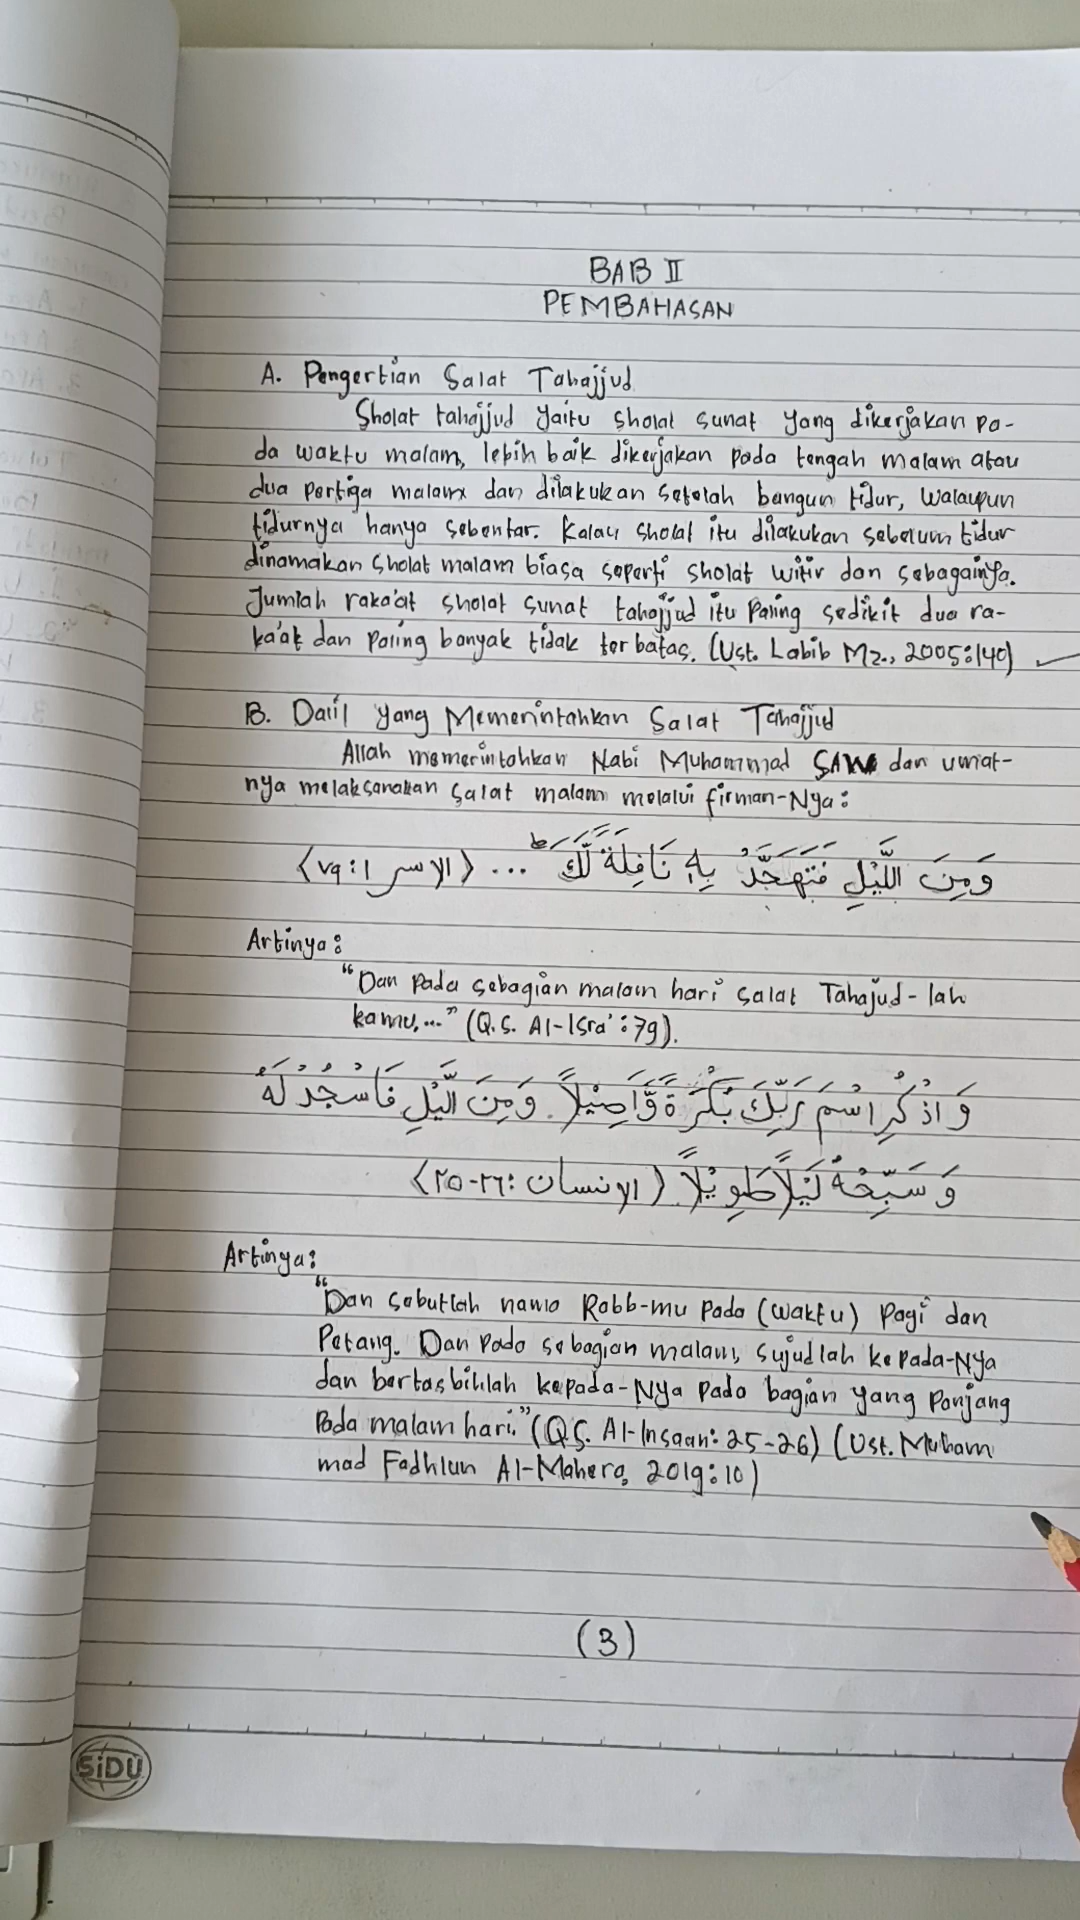 BAB II
PEMBAHASAN
A. Pengertian Salat Tahajjud
Sholat tahajjud yaitu sholat sunat yang dikerjakan pa-
da waktu malam, lebih baik dikerjakan pada tengah malam atau
dua pertiga malam dan dilakukan setelah bangun tidur, walaupun
tidurnya hanya sebentar. Kalau sholat itu dilakukan sebelum tidur
dinamakan sholat malam biasa seperti sholat witir dan sebagainya.
Jumlah raka'at sholat sunat tahajjud itu paling sedikit dua ra-
ka'at dan paling banyak tidak terbatas. (Ust. Labib Mz., 2005:140)
B. Dalil yang Memerintahkan Salat Tahajjud
Allah memerintahkan Nabi Muhammad SAW dan umat-
nya melaksanakan salat malam melalui firman-Nya:
وَمِنَ اللَّيْلِ فَتَهَجَّدْ بِهٖ نَافِلَةً لَّكَۖ ... (الاسرا : ٧٩)
Artinya:
"Dan pada sebagian malam hari salat Tahajud-lah
kamu,..." (Q.S. Al-Isra' : 79).
وَاذْكُرِ اسْمَ رَبِّكَ بُكْرَةً وَّاَصِيْلًا وَمِنَ الَّيْلِ فَاسْجُدْ لَهٗ
وَسَبِّحْهُ لَيْلًا طَوِيْلًا (الانسان : ٢٦-٢٥)
Artinya:
"Dan sebutlah nama Rabb-mu pada (waktu) pagi dan
Petang. Dan pada sebagian malam, sujudlah kepada-Nya
dan bertasbihlah kepada-Nya pada bagian yang panjang
pada malam hari." (Q.S. Al-Insaan: 25-26) (Ust. Muham
mad Fadhlun Al-Mahera, 2019:10)
(3)
SiDU